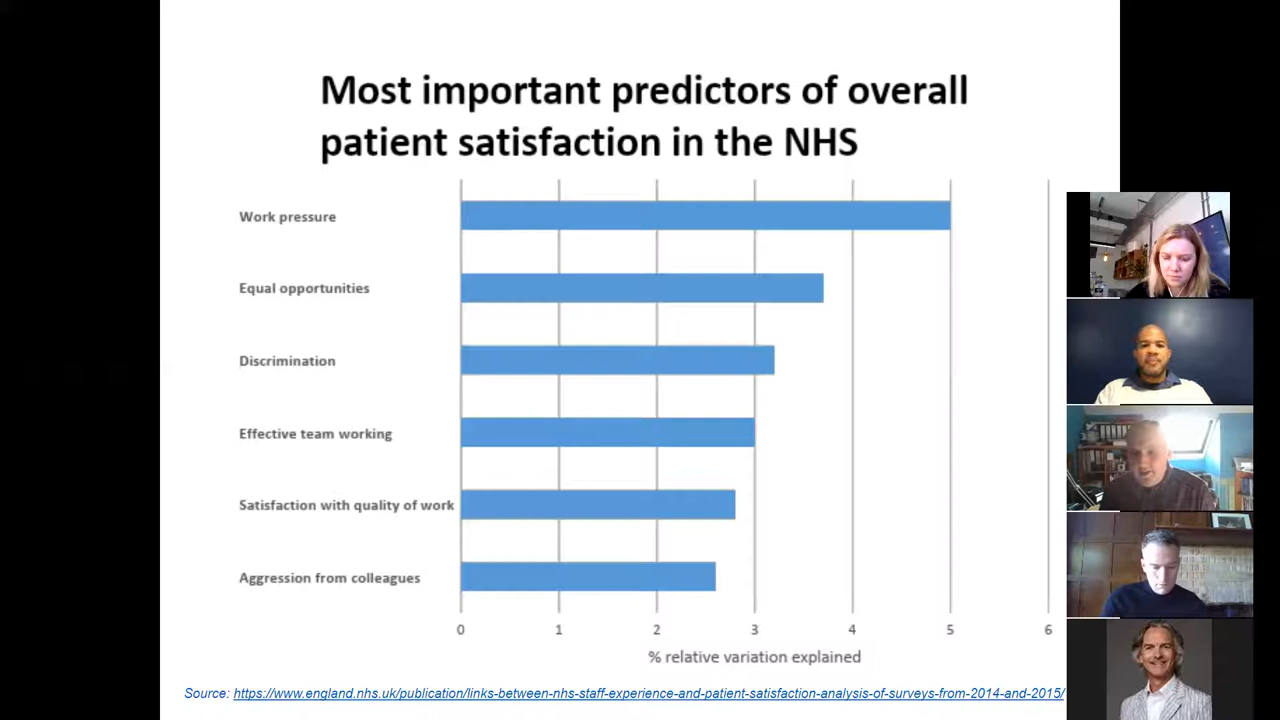 Most important predictors of overall
patient satisfaction in the NHS
Work pressure
Equal opportunities
Discrimination
Effective team working
Satisfaction with quality of work
Aggression from colleagues
0 1 2 3 4 5 6
% relative variation explained
Source: https://www.england.nhs.uk/publication/links-between-nhs-staff-experience-and-patient-satisfaction-analysis-of-surveys-from-2014-and-2015/